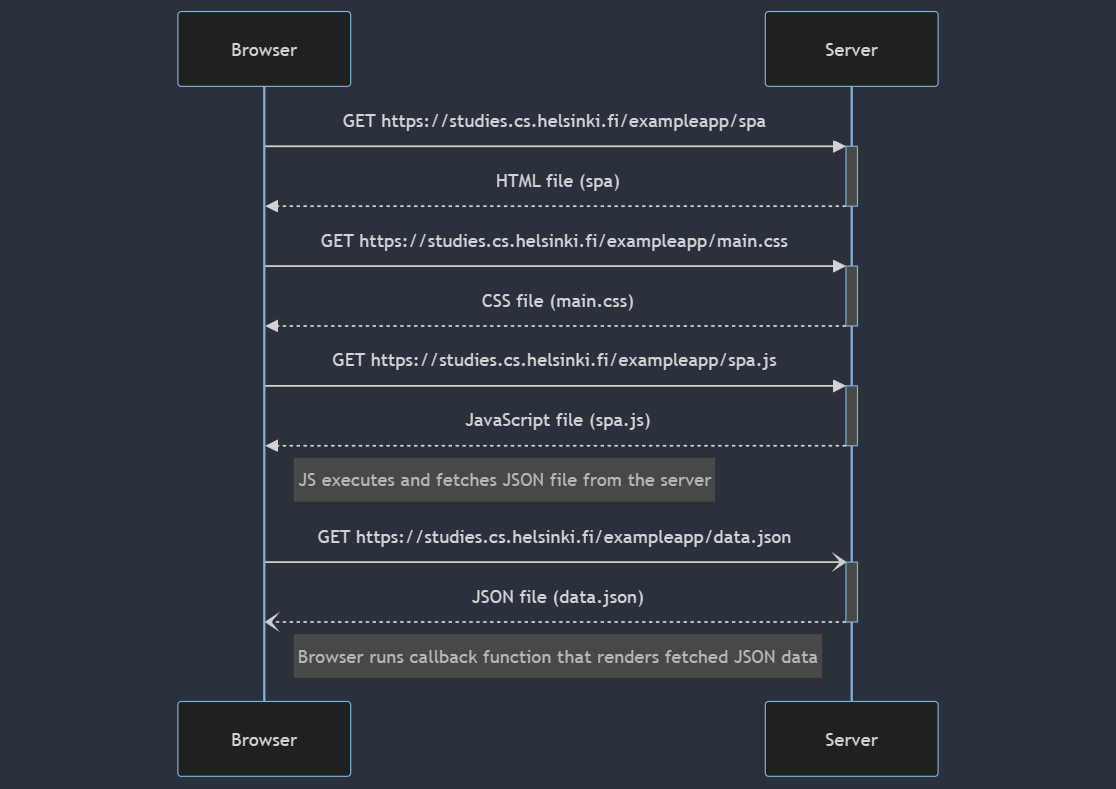 Browser
Server
GET https://studies.cs.helsinki.fi/exampleapp/spa
HTML file (spa)
GET https://studies.cs.helsinki.fi/exampleapp/main.css
CSS file (main.css)
GET https://studies.cs.helsinki.fi/exampleapp/spa.js
JavaScript file (spa.js)
JS executes and fetches JSON file from the server
GET https://studies.cs.helsinki.fi/exampleapp/data.json
JSON file (data.json)
Browser runs callback function that renders fetched JSON data
Browser
Server